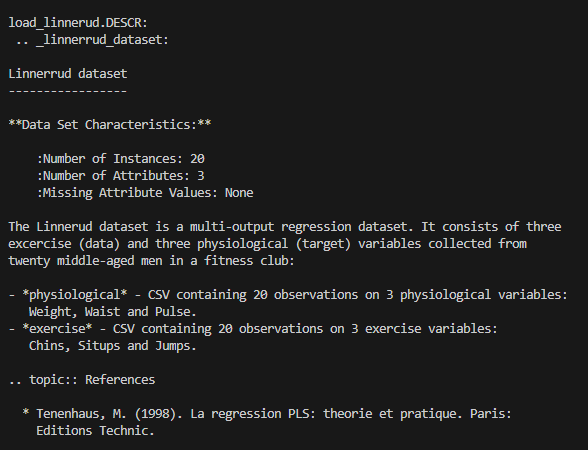 load_linnerud.DESCR:
.. _linnerrud_dataset:
Linnerrud dataset
-----------------
**Data Set Characteristics:**
:Number of Instances: 20
:Number of Attributes: 3
:Missing Attribute Values: None
The Linnerud dataset is a multi-output regression dataset. It consists of three
excercise (data) and three physiological (target) variables collected from
twenty middle-aged men in a fitness club:
- *physiological* - CSV containing 20 observations on 3 physiological variables:
Weight, Waist and Pulse.
- *exercise* - CSV containing 20 observations on 3 exercise variables:
Chins, Situps and Jumps.
.. topic:: References
* Tenenhaus, M. (1998). La regression PLS: theorie et pratique. Paris:
Editions Technic.